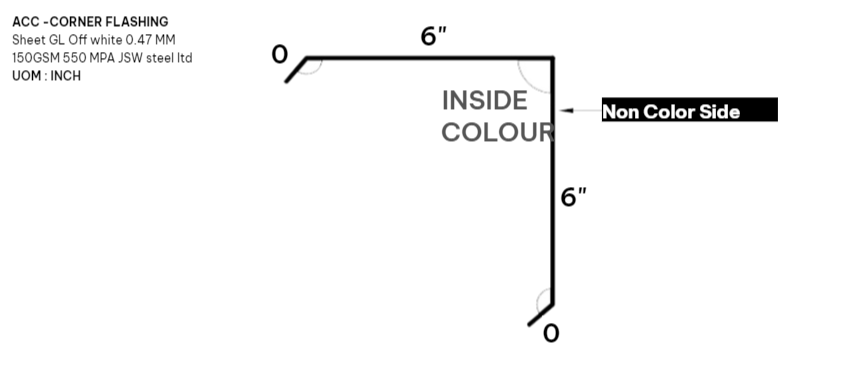 ACC -CORNER FLASHING
Sheet GL Off white 0.47 MM
150GSM 550 MPA JSW steel ltd
UOM : INCH
6"
0
INSIDE
COLOUR
Non Color Side
6"
0